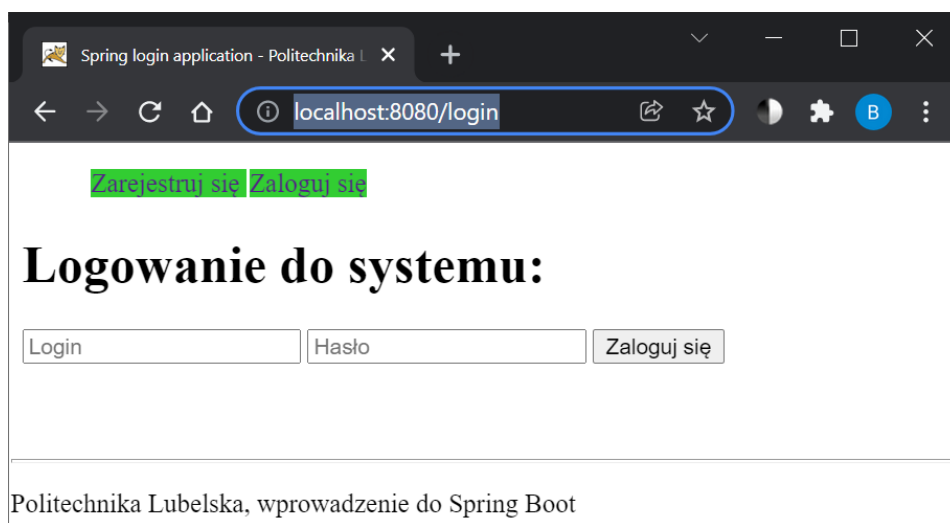 Spring login application - Politechnika L
localhost:8080/login
B
Zarejestruj się Zaloguj się
Logowanie do systemu:
Login Hasło Zaloguj się
Politechnika Lubelska, wprowadzenie do Spring Boot